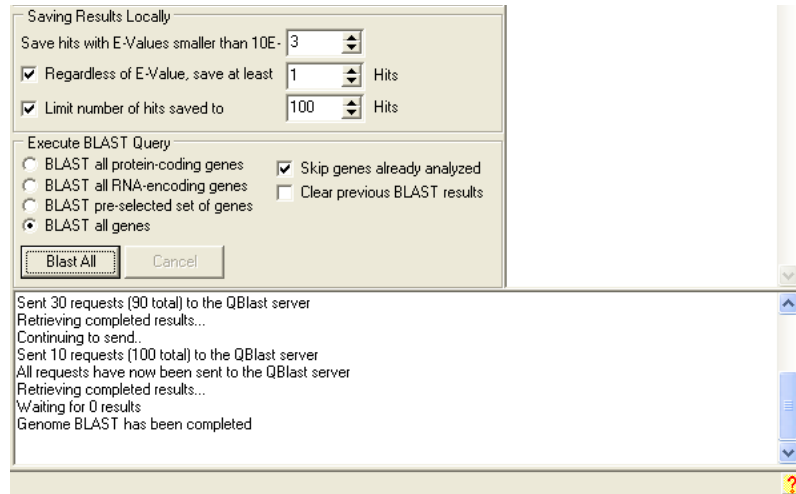 Saving Results Locally
Save hits with E-Values smaller than 10E- 3
Regardless of E-Value, save at least 1 Hits
Limit number of hits saved to 100 Hits
Execute BLAST Query
BLAST all protein-coding genes
Skip genes already analyzed
BLAST all RNA-encoding genes
Clear previous BLAST results
BLAST pre-selected set of genes
BLAST all genes
Blast All Cancel
Sent 30 requests (90 total) to the QBlast server
Retrieving completed results...
Continuing to send..
Sent 10 requests (100 total) to the QBlast server
All requests have now been sent to the QBlast server
Retrieving completed results...
Waiting for 0 results
Genome BLAST has been completed
?